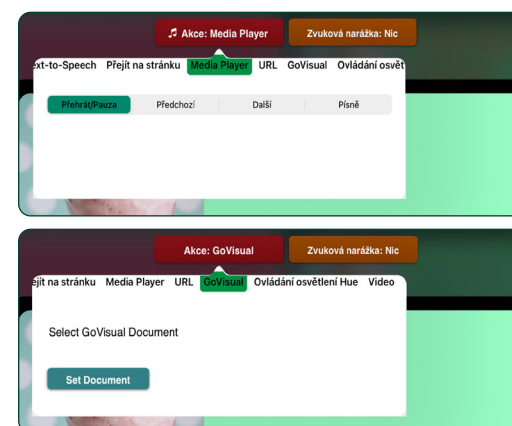 Akce: Media Player Zvuková narážka: Nic
ext-to-Speech Přejít na stránku Media Player URL GoVisual Ovládání osvět
Přehrát/Pauza Předchozí Další Písně
Akce: GoVisual Zvuková narážka: Nic
ejít na stránku Media Player URL GoVisual Ovládání osvětlení Hue Video
Select GoVisual Document
Set Document